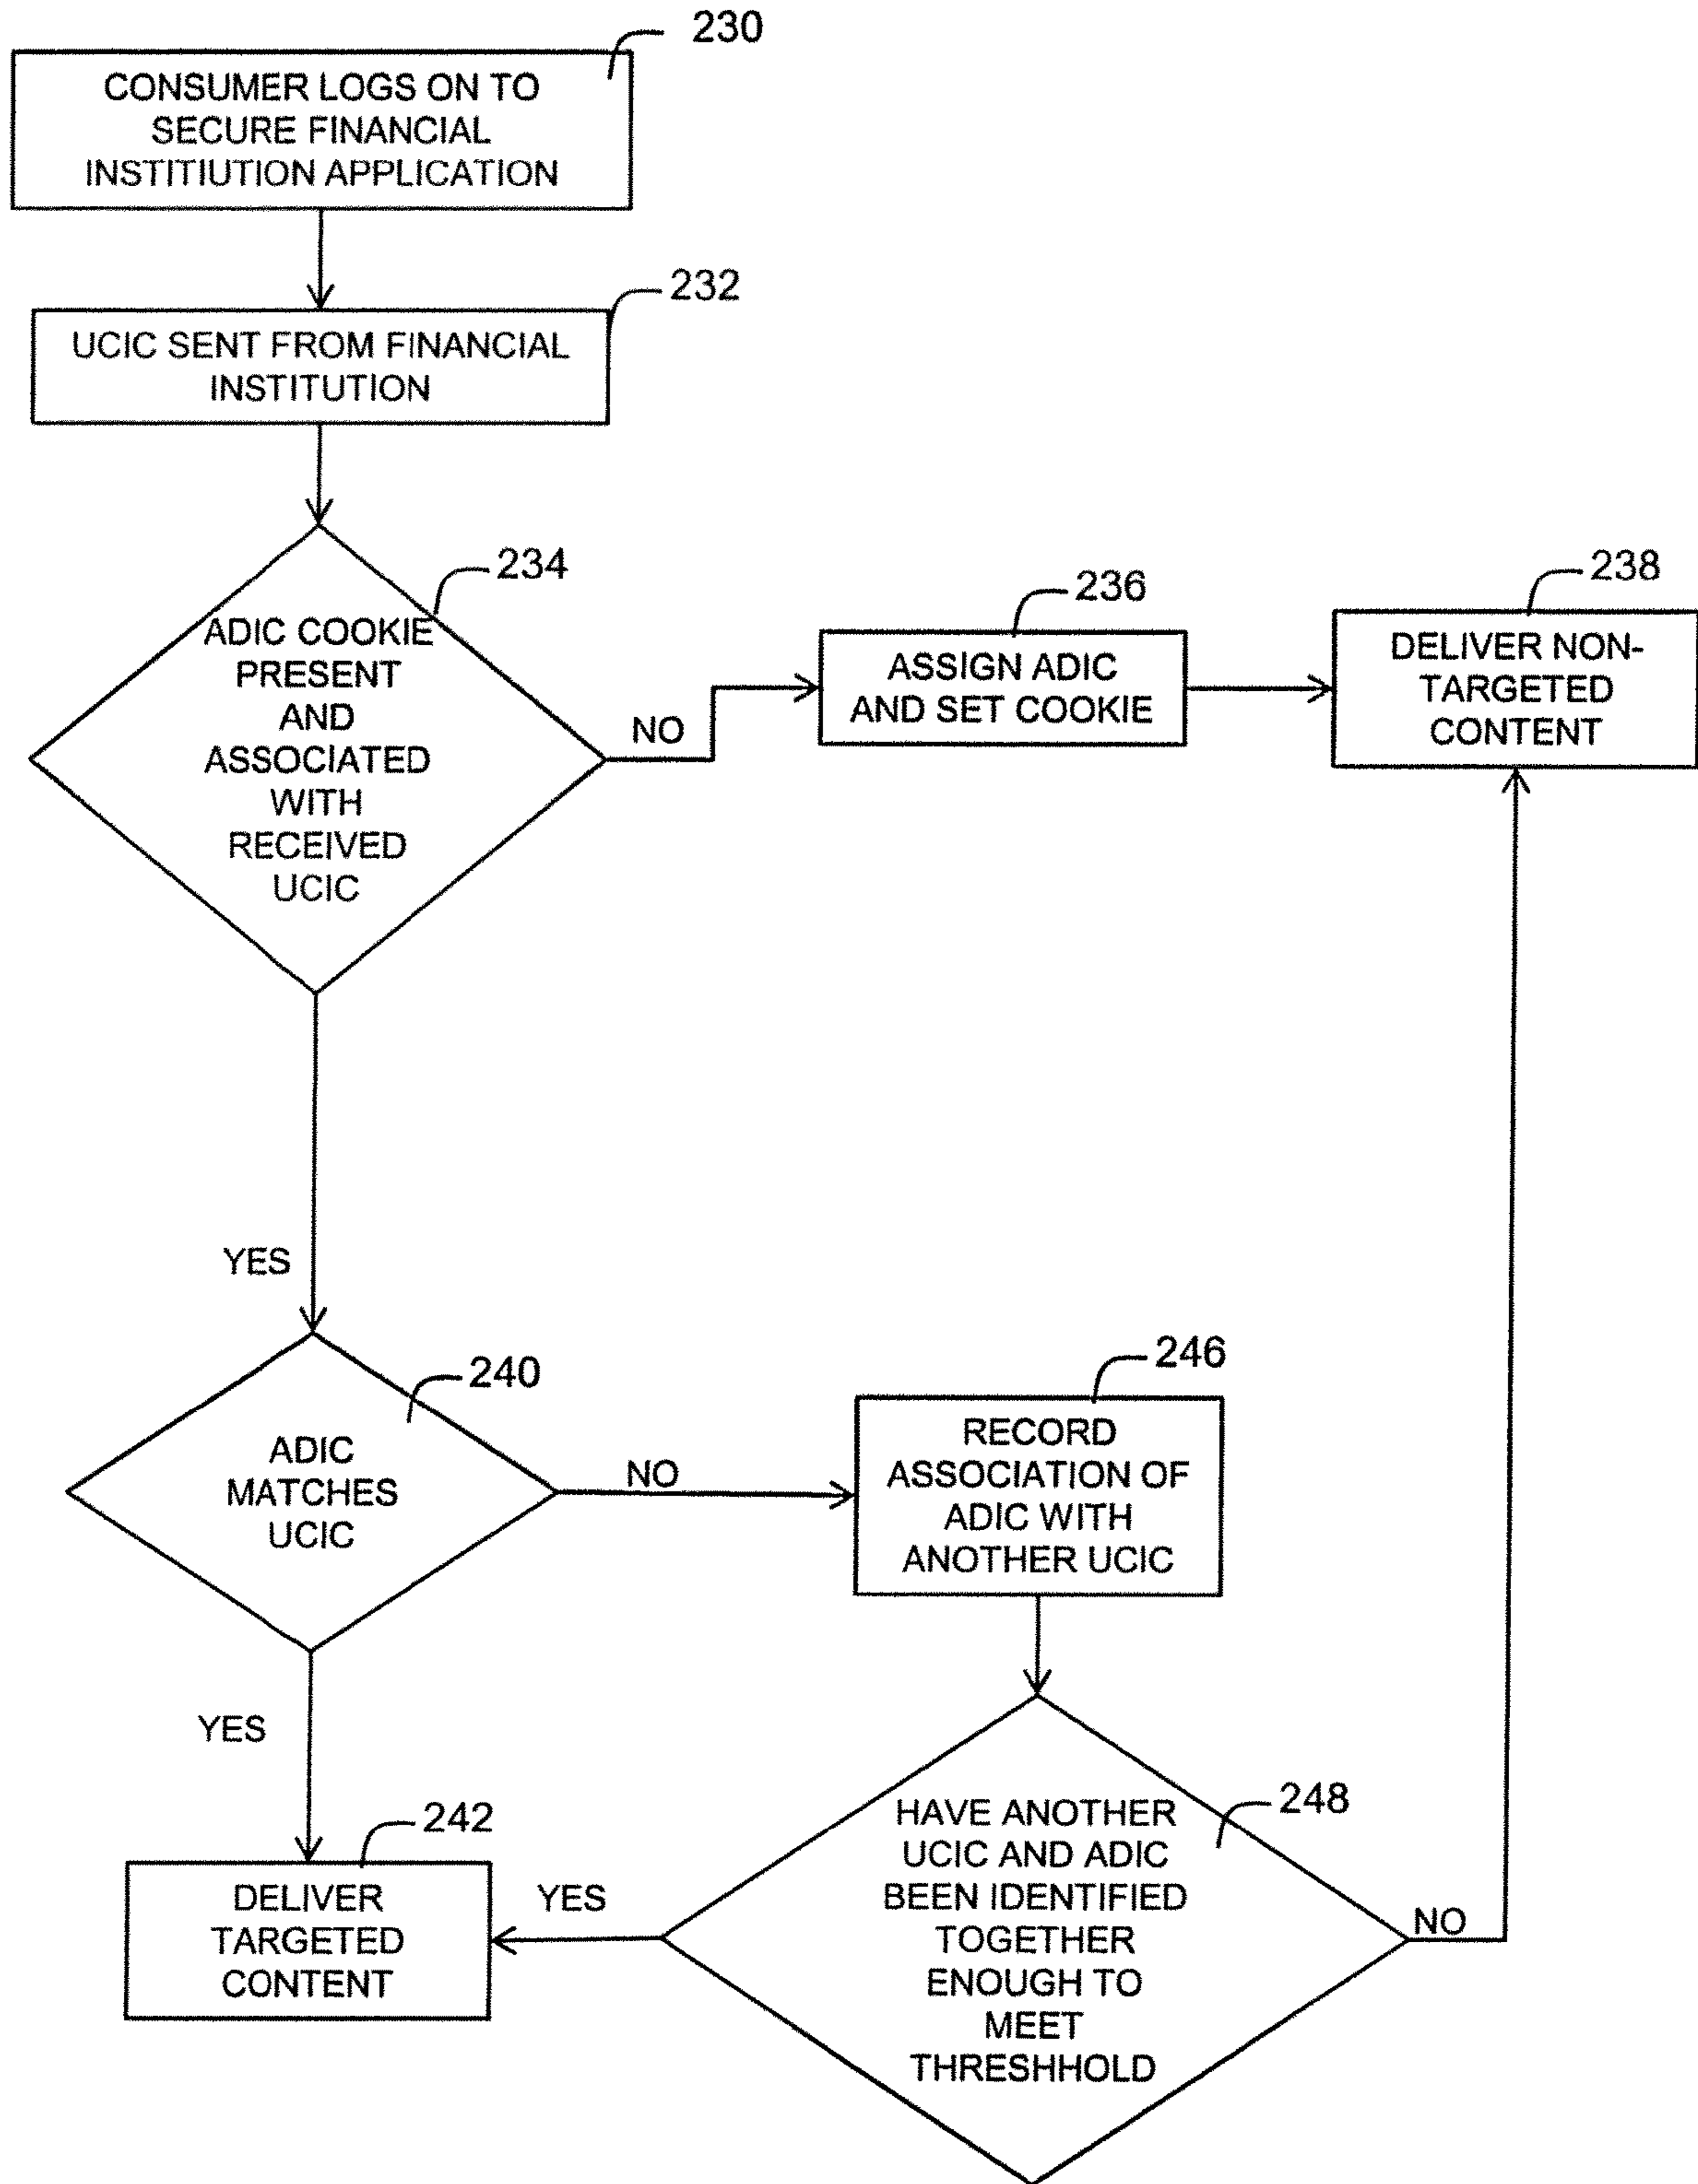 230
CONSUMER LOGS ON TO
SECURE FINANCIAL
INSTITIUTION APPLICATION
232
UCIC SENT FROM FINANCIAL
INSTITUTION
234
ADIC COOKIE
PRESENT
AND
ASSOCIATED
WITH
RECEIVED
UCIC
NO
236
ASSIGN ADIC
AND SET COOKIE
238
DELIVER NON-
TARGETED
CONTENT
YES
240
ADIC
MATCHES
UCIC
NO
246
RECORD
ASSOCIATION OF
ADIC WITH
ANOTHER UCIC
YES
242
DELIVER
TARGETED
CONTENT
YES
248
HAVE ANOTHER
UCIC AND ADIC
BEEN IDENTIFIED
TOGETHER
ENOUGH TO
MEET
THRESHHOLD
NO